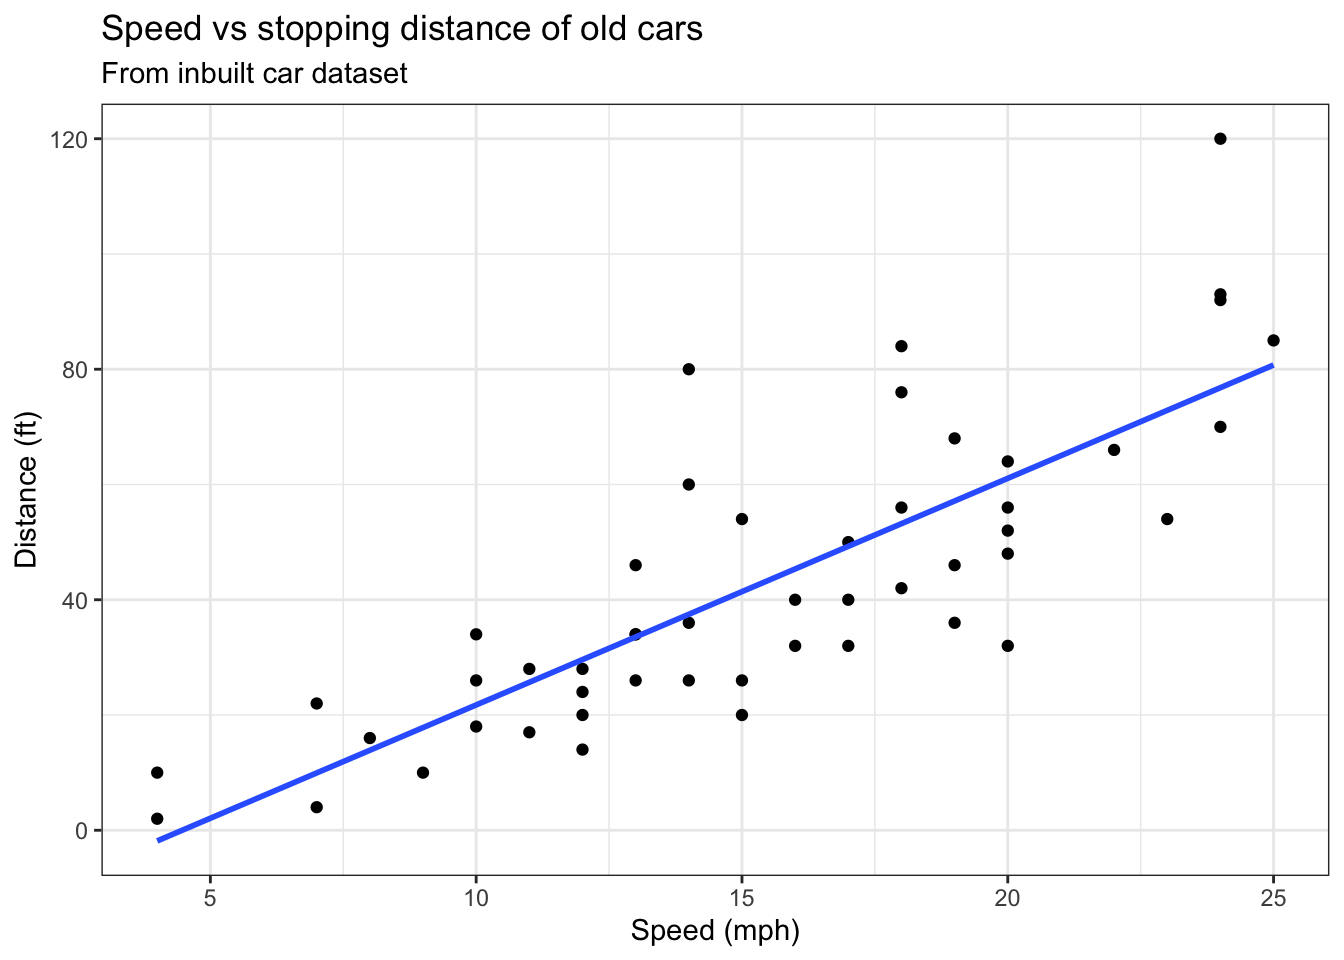 Speed vs stopping distance of old cars
From inbuilt car dataset
120
80
40
0
Distance (ft)
5
10
15
20
25
Speed (mph)